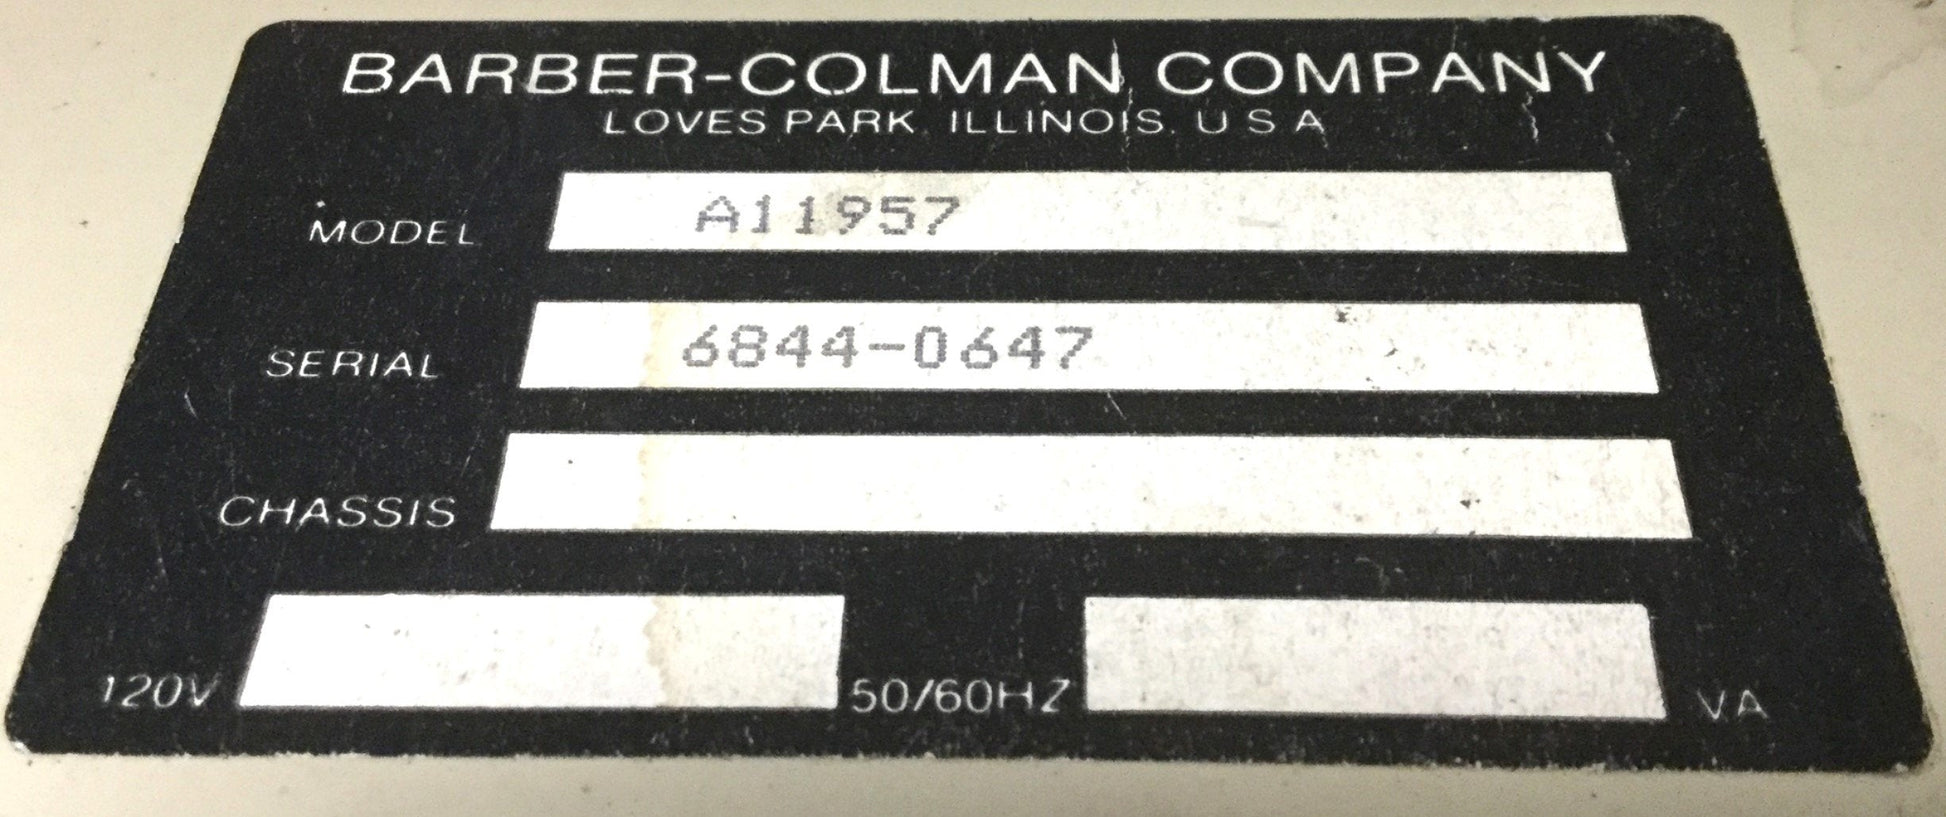 BARBER-COLMAN COMPANY
LOVES PARK, ILLINOIS, U S A
MODEL A11957
SERIAL 6844-0647
CHASSIS
120V 50/60HZ VA